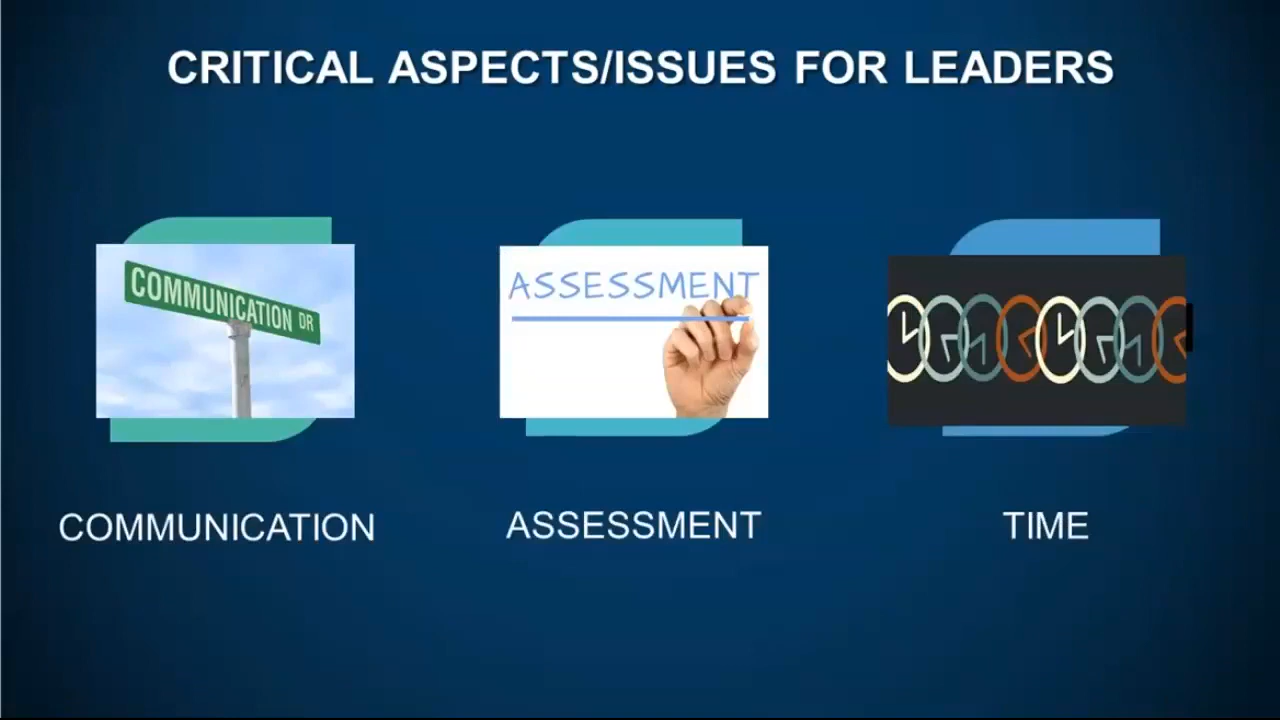 CRITICAL ASPECTS/ISSUES FOR LEADERS
COMMUNICATION DR
ASSESSMENT
COMMUNICATION
ASSESSMENT
TIME